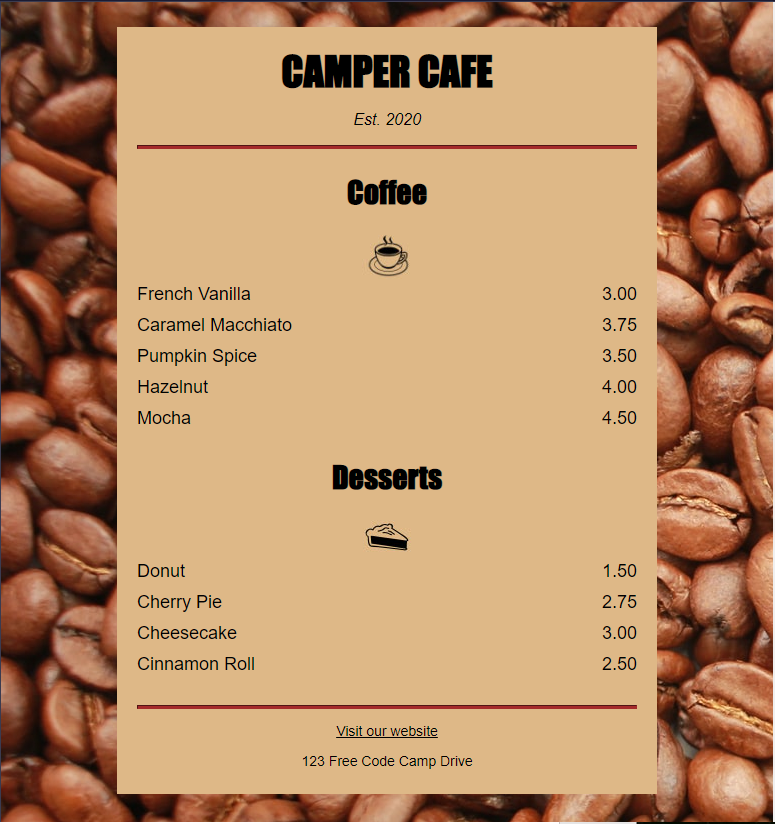 CAMPER CAFE
Est. 2020
Coffee
French Vanilla 3.00
Caramel Macchiato 3.75
Pumpkin Spice 3.50
Hazelnut 4.00
Mocha 4.50
Desserts
Donut 1.50
Cherry Pie 2.75
Cheesecake 3.00
Cinnamon Roll 2.50
Visit our website
123 Free Code Camp Drive